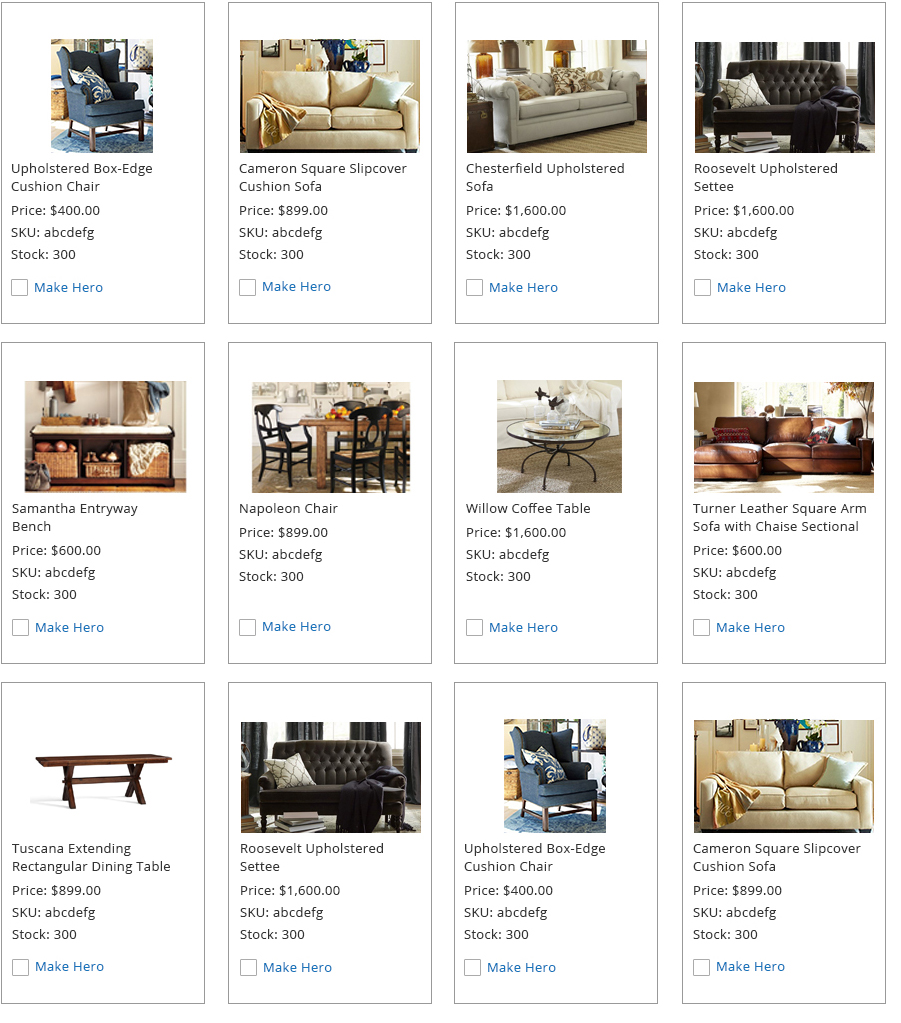 Upholstered Box-Edge
Cushion Chair
Price: $400.00
SKU: abcdefg
Stock: 300
Make Hero
Cameron Square Slipcover
Cushion Sofa
Price: $899.00
SKU: abcdefg
Stock: 300
Make Hero
Chesterfield Upholstered
Sofa
Price: $1,600.00
SKU: abcdefg
Stock: 300
Make Hero
Roosevelt Upholstered
Settee
Price: $1,600.00
SKU: abcdefg
Stock: 300
Make Hero
Samantha Entryway
Bench
Price: $600.00
SKU: abcdefg
Stock: 300
Make Hero
Napoleon Chair
Price: $899.00
SKU: abcdefg
Stock: 300
Make Hero
Willow Coffee Table
Price: $1,600.00
SKU: abcdefg
Stock: 300
Make Hero
Turner Leather Square Arm
Sofa with Chaise Sectional
Price: $600.00
SKU: abcdefg
Stock: 300
Make Hero
Tuscana Extending
Rectangular Dining Table
Price: $899.00
SKU: abcdefg
Stock: 300
Make Hero
Roosevelt Upholstered
Settee
Price: $1,600.00
SKU: abcdefg
Stock: 300
Make Hero
Upholstered Box-Edge
Cushion Chair
Price: $400.00
SKU: abcdefg
Stock: 300
Make Hero
Cameron Square Slipcover
Cushion Sofa
Price: $899.00
SKU: abcdefg
Stock: 300
Make Hero